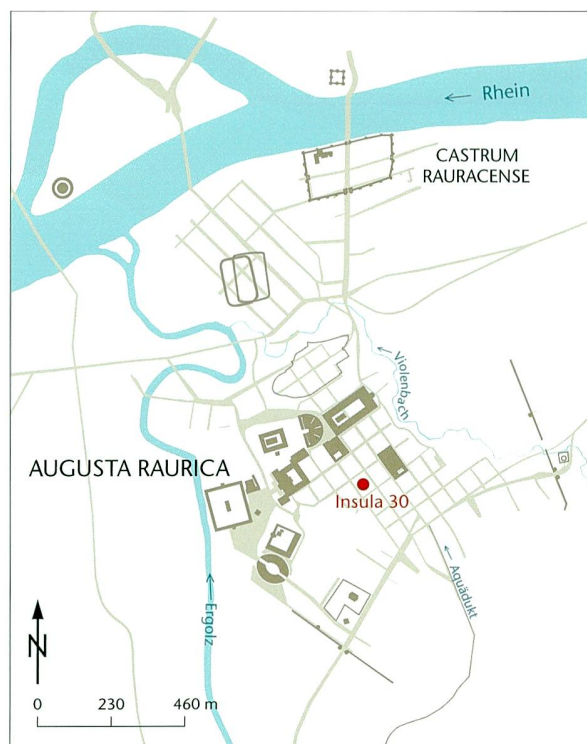 Rhein
CASTRUM
RAURACENSE
Violenbach
AUGUSTA RAURICA
Insula 30
Aquädukt
Ergolz
N
0 230 460 m